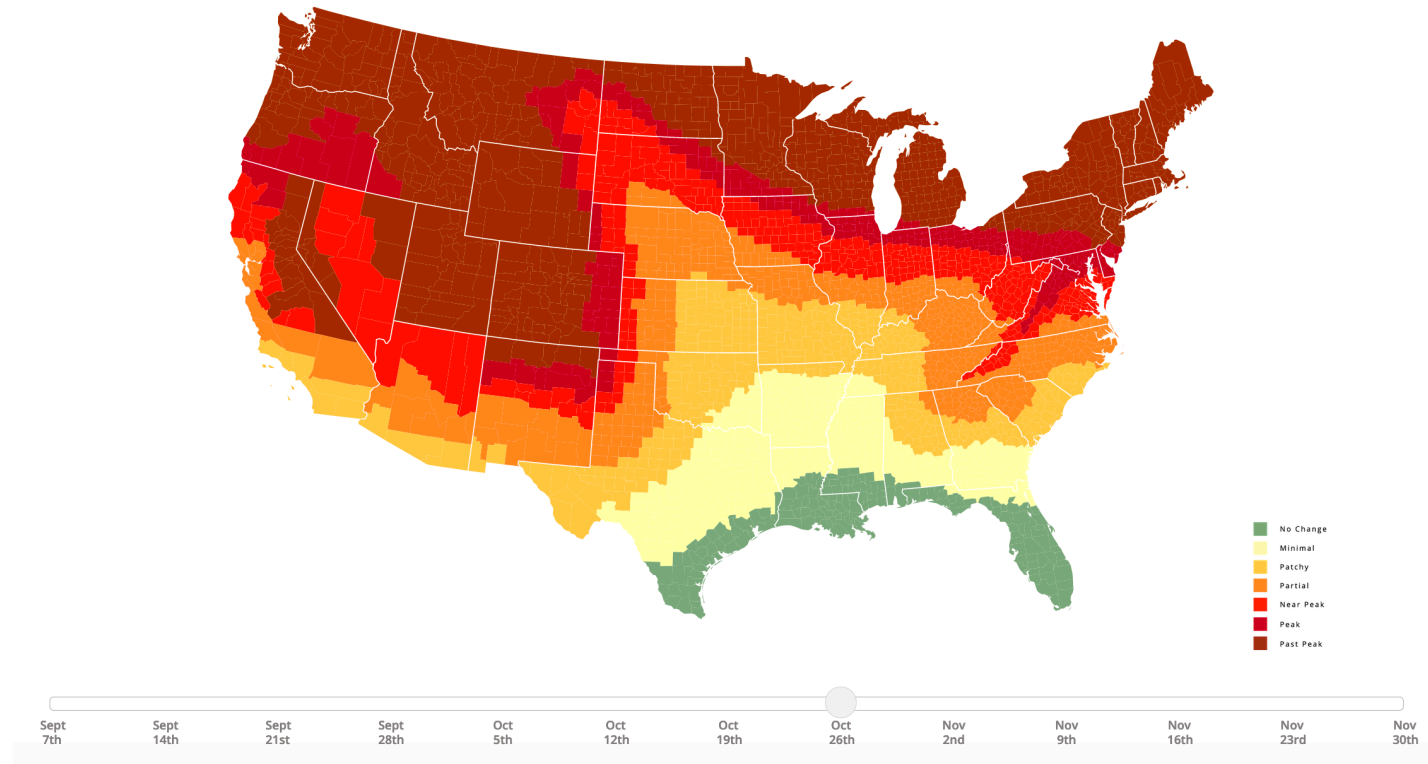 No Change
Minimal
Patchy
Partial
Near Peak
Peak
Past Peak
Sept 7th
Sept 14th
Sept 21st
Sept 28th
Oct 5th
Oct 12th
Oct 19th
Oct 26th
Nov 2nd
Nov 9th
Nov 16th
Nov 23rd
Nov 30th